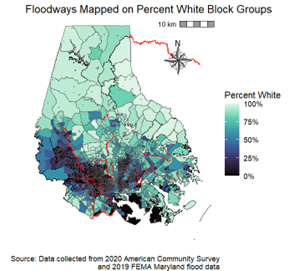 Floodways Mapped on Percent White Block Groups
10 km
N
Percent White
100%
75%
50%
25%
0%
Source: Data collected from 2020 American Community Survey
and 2019 FEMA Maryland flood data